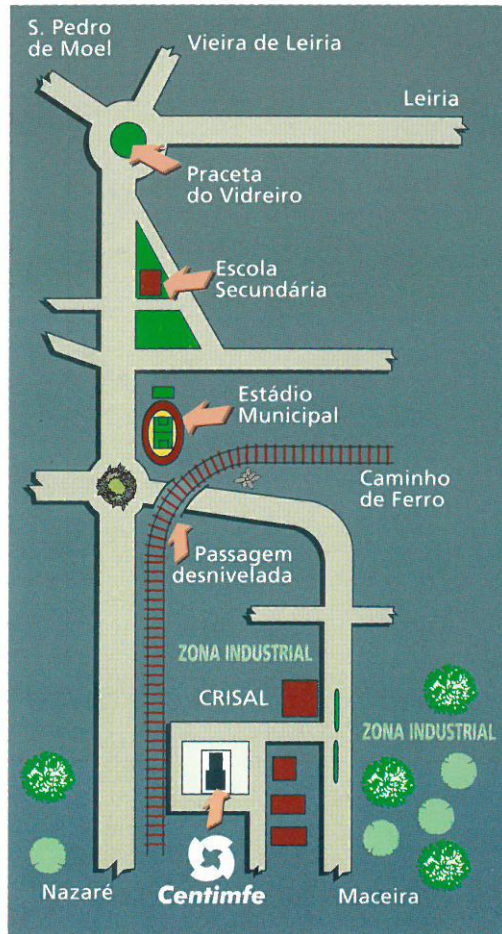 S. Pedro
de Moel
Vieira de Leiria
Leiria
Praceta
do Vidreiro
Escola
Secundária
Estádio
Municipal
Caminho
de Ferro
Passagem
desnivelada
ZONA INDUSTRIAL
CRISAL
ZONA INDUSTRIAL
Nazaré
Centimfe
Maceira